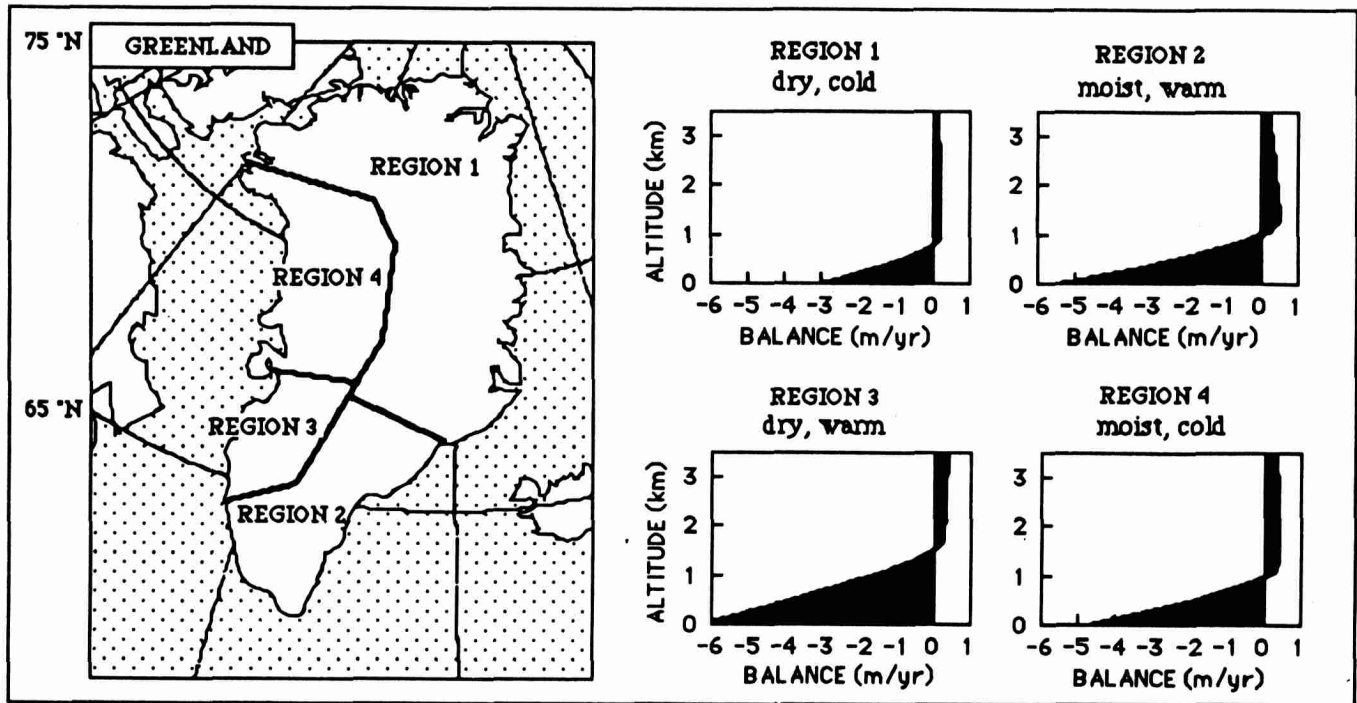 75 °N
GREENLAND
REGION 1
REGION 4
65 °N
REGION 3
REGION 2
REGION 1
dry, cold
ALTITUDE (km)
3
2
1
0
-6 -5 -4 -3 -2 -1 0 1
BALANCE (m/yr)
REGION 2
moist, warm
3
2
1
0
-6 -5 -4 -3 -2 -1 0 1
BALANCE (m/yr)
REGION 3
dry, warm
ALTITUDE (km)
3
2
1
0
-6 -5 -4 -3 -2 -1 0 1
BALANCE (m/yr)
REGION 4
moist, cold
3
2
1
0
-6 -5 -4 -3 -2 -1 0 1
BALANCE (m/yr)